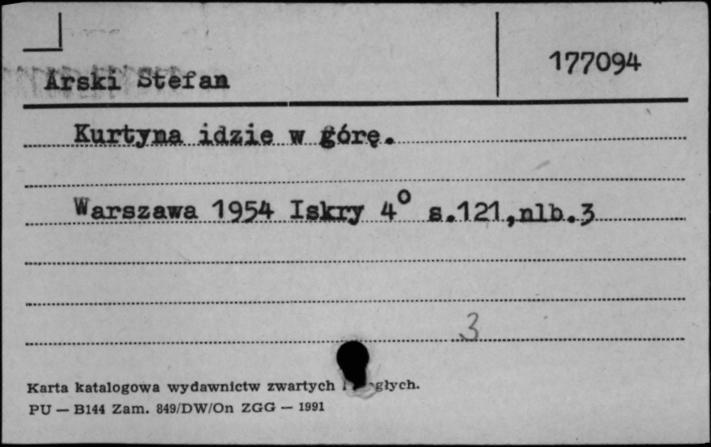 177094
Arski Stefan
Kurtyna idzie w górę.
Warszawa 1954 Iskry 4° s.121,nlb.3
3
Karta katalogowa wydawnictw zwartych
PU — B144 Zam. 849/DW/On ZGG — 1991